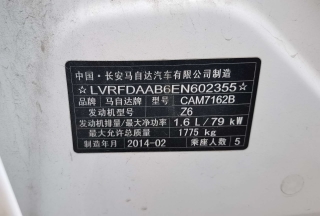 中国·长安马自达汽车有限公司制造
☆LVRFDAAB6EN602355☆
品牌 马自达牌 型号 CAM7162B
发动机型号 Z6
发动机排量/最大净功率 1.6 L/79 kW
最大允许总质量 1775 kg
制造年月 2014-02 乘座人数 5